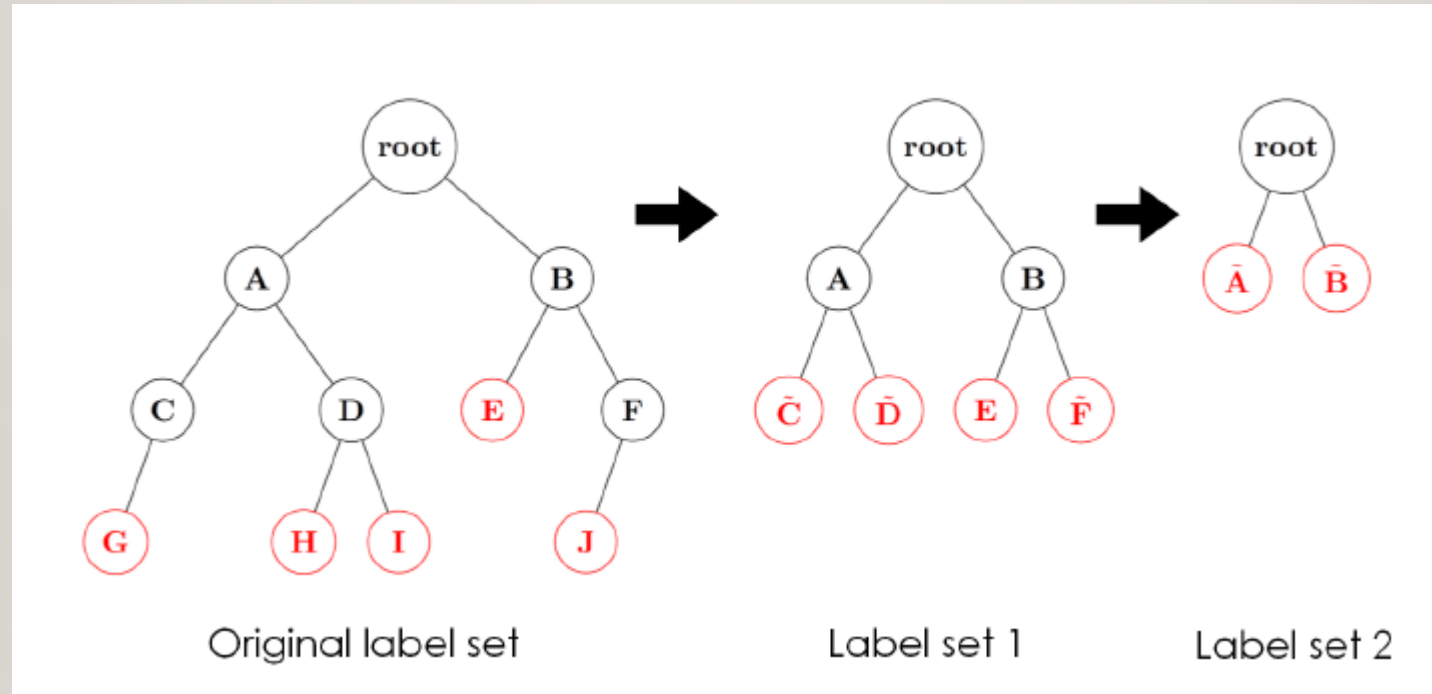 root
root
root
A
B
A
B
Ā
B̄
C
D
E
F
C̃
D̃
E
F̃
G
H
I
J
Original label set
Label set 1
Label set 2